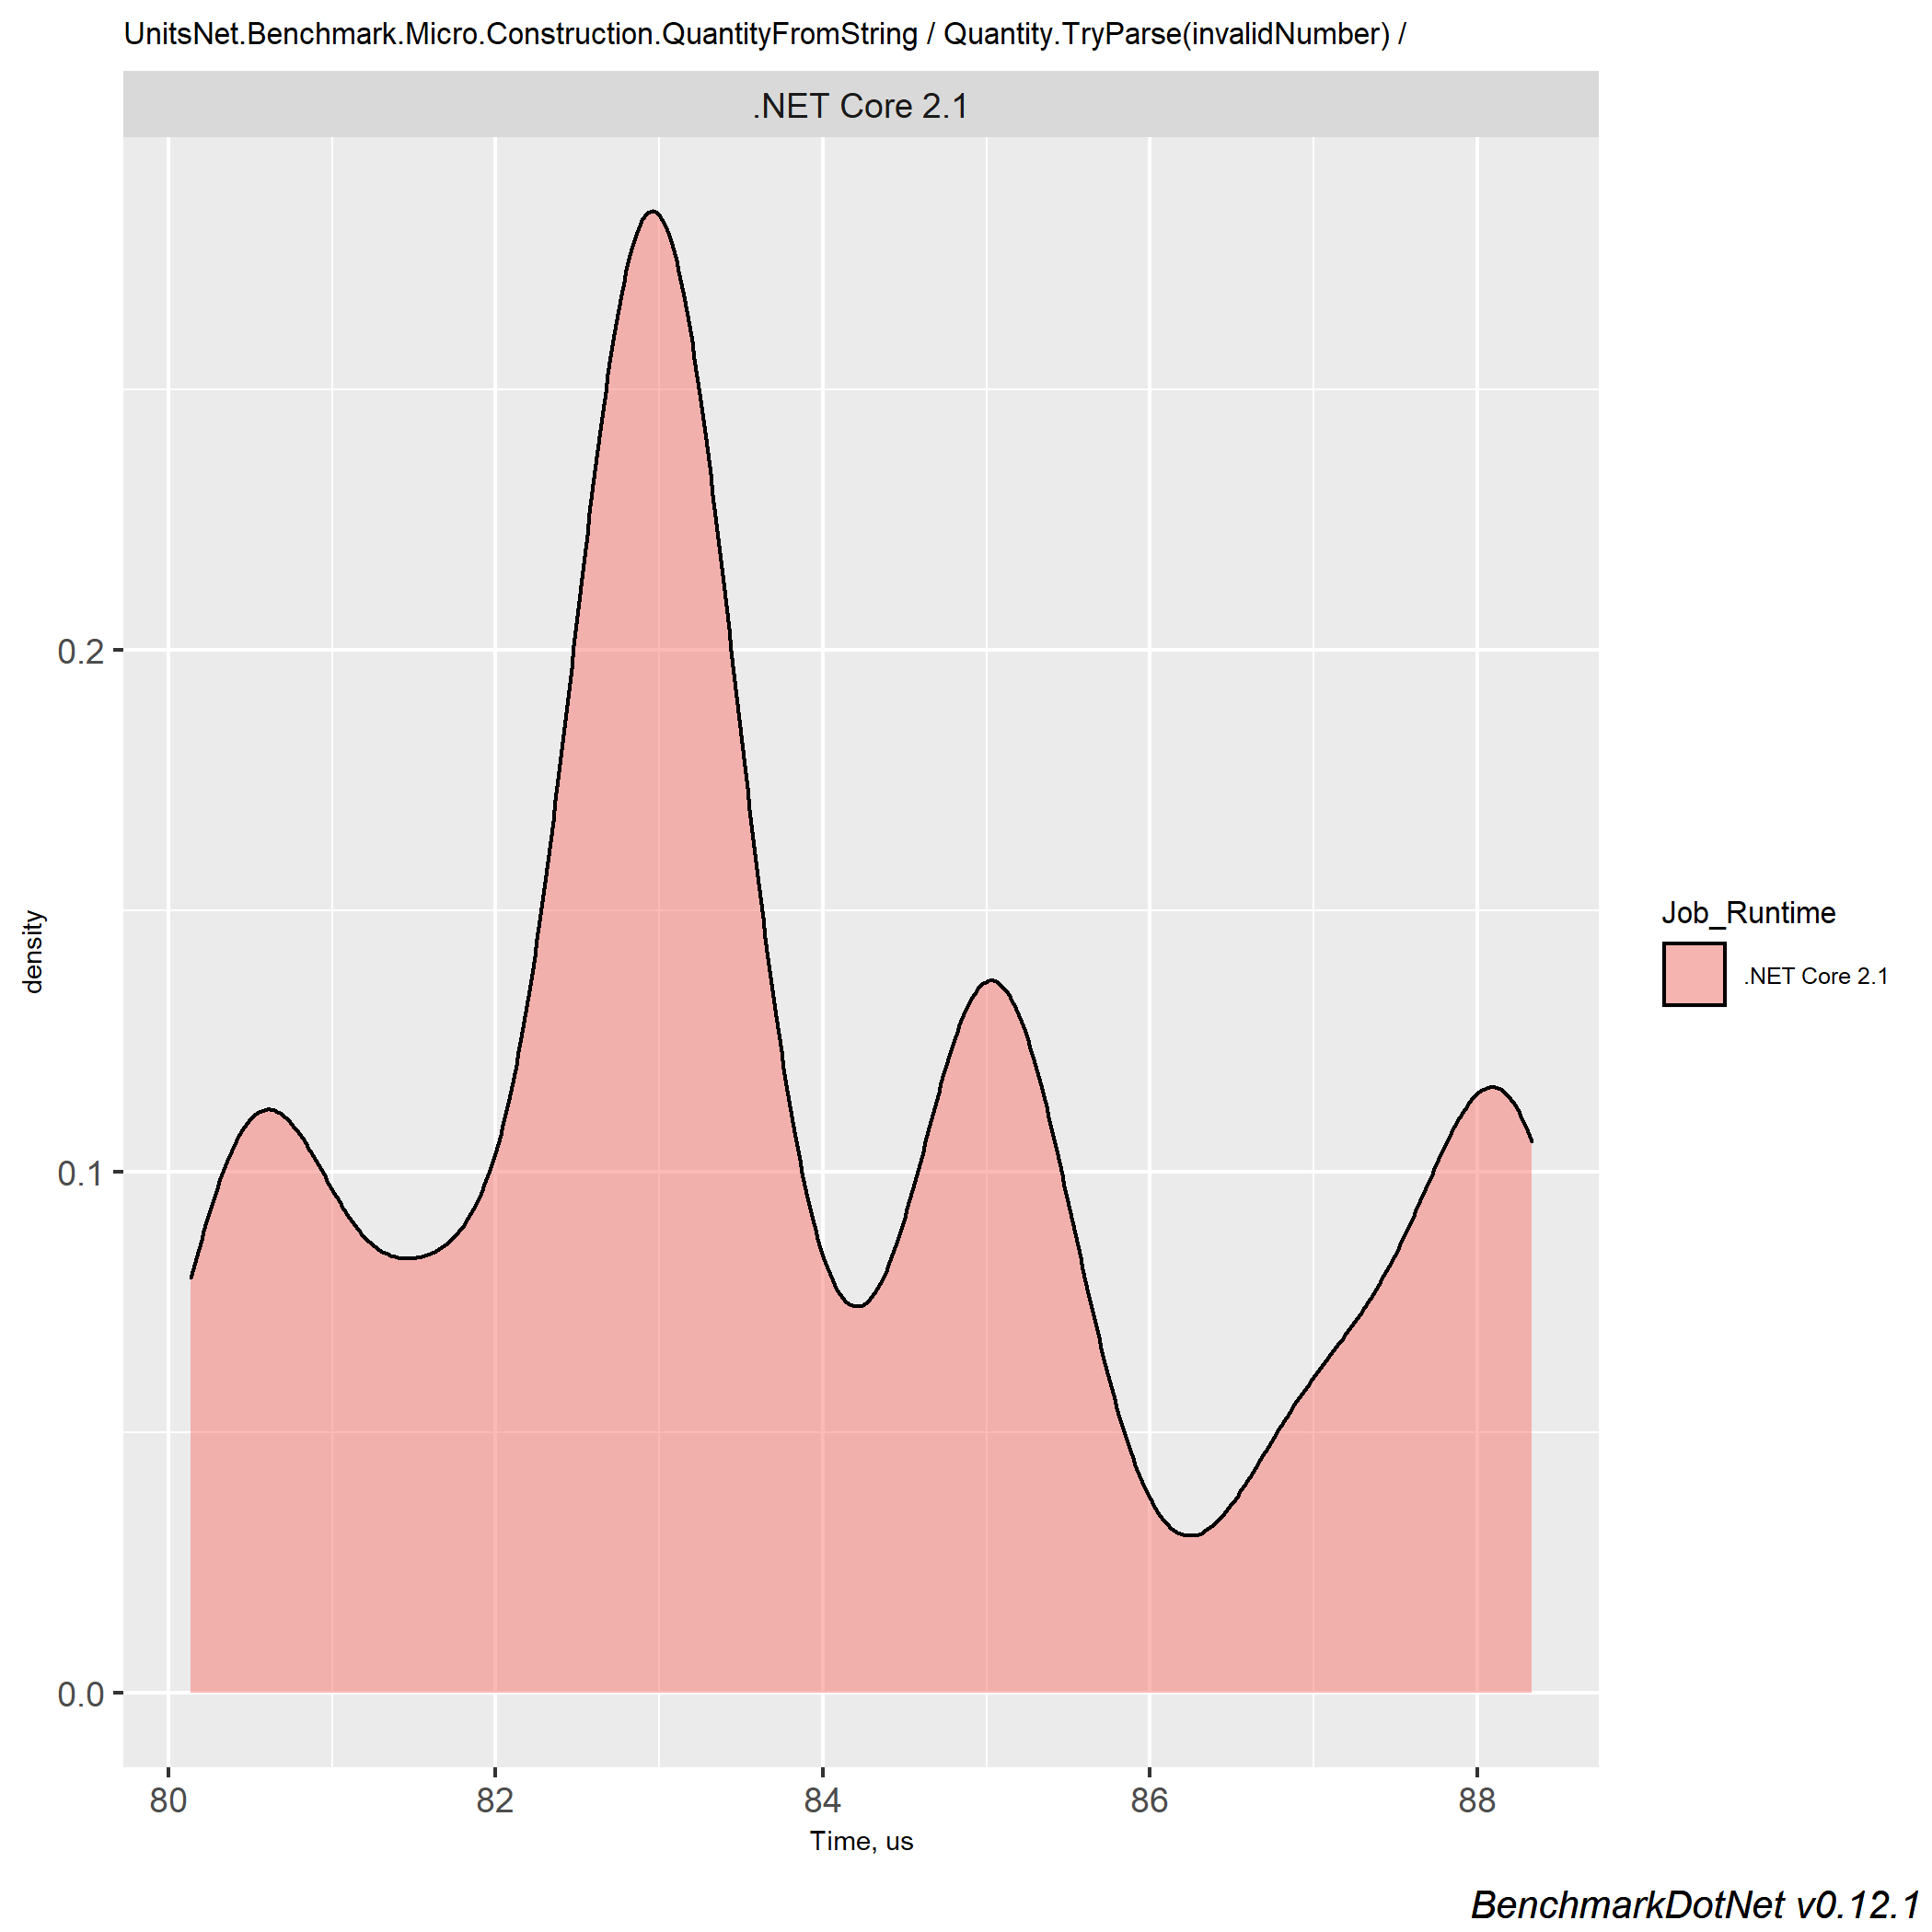 UnitsNet.Benchmark.Micro.Construction.QuantityFromString / Quantity.TryParse(invalidNumber) /
.NET Core 2.1
0.2
0.1
0.0
density
80 82 84 86 88
Time, us
Job_Runtime
.NET Core 2.1
BenchmarkDotNet v0.12.1